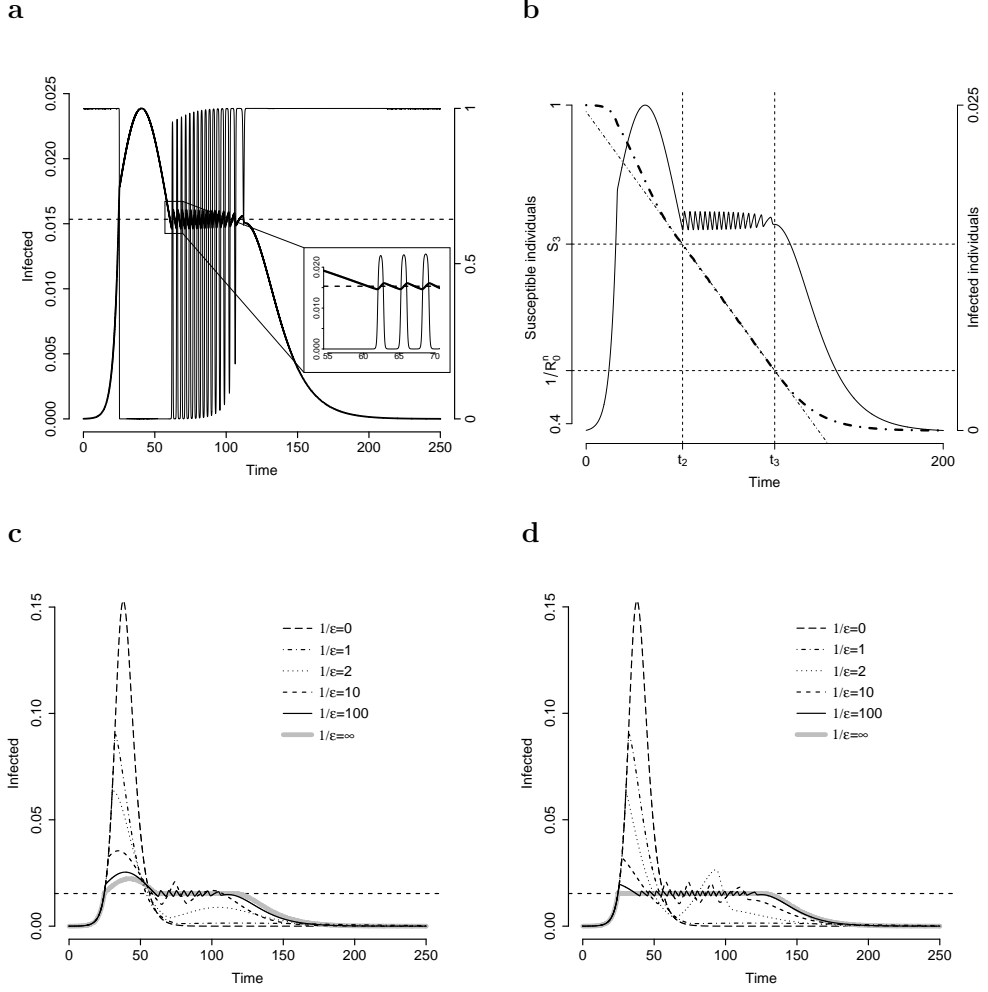 a
0.000 0.005 0.010 0.015 0.020 0.025
Infected
0 50 100 150 200 250
Time
0 0.5 1
0.000 0.005 0.010 0.015 0.020
54 60 65 70
b
0.4 1/R₀ⁿ S₃ 1
Susceptible individuals
0 t₂ t₃ 200
Time
0 0.025
Infected individuals
c
0.00 0.05 0.10 0.15
Infected
0 50 100 150 200 250
Time
1/ε=0
1/ε=1
1/ε=2
1/ε=10
1/ε=100
1/ε=∞
d
0.00 0.05 0.10 0.15
Infected
0 50 100 150 200 250
Time
1/ε=0
1/ε=1
1/ε=2
1/ε=10
1/ε=100
1/ε=∞